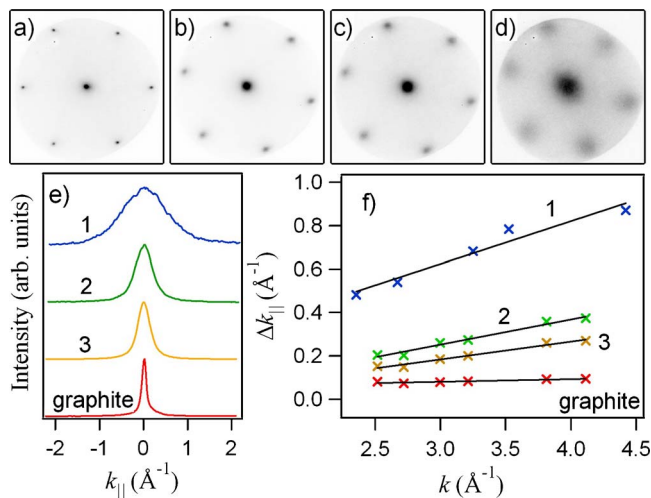 a)
b)
c)
d)
e)
1
2
3
graphite
Intensity (arb. units)
-2 -1 0 1 2
k|| (Å-1)
f)
1
2
3
graphite
Δk|| (Å-1)
1.0
0.8
0.6
0.4
0.2
0.0
2.5 3.0 3.5 4.0 4.5
k (Å-1)